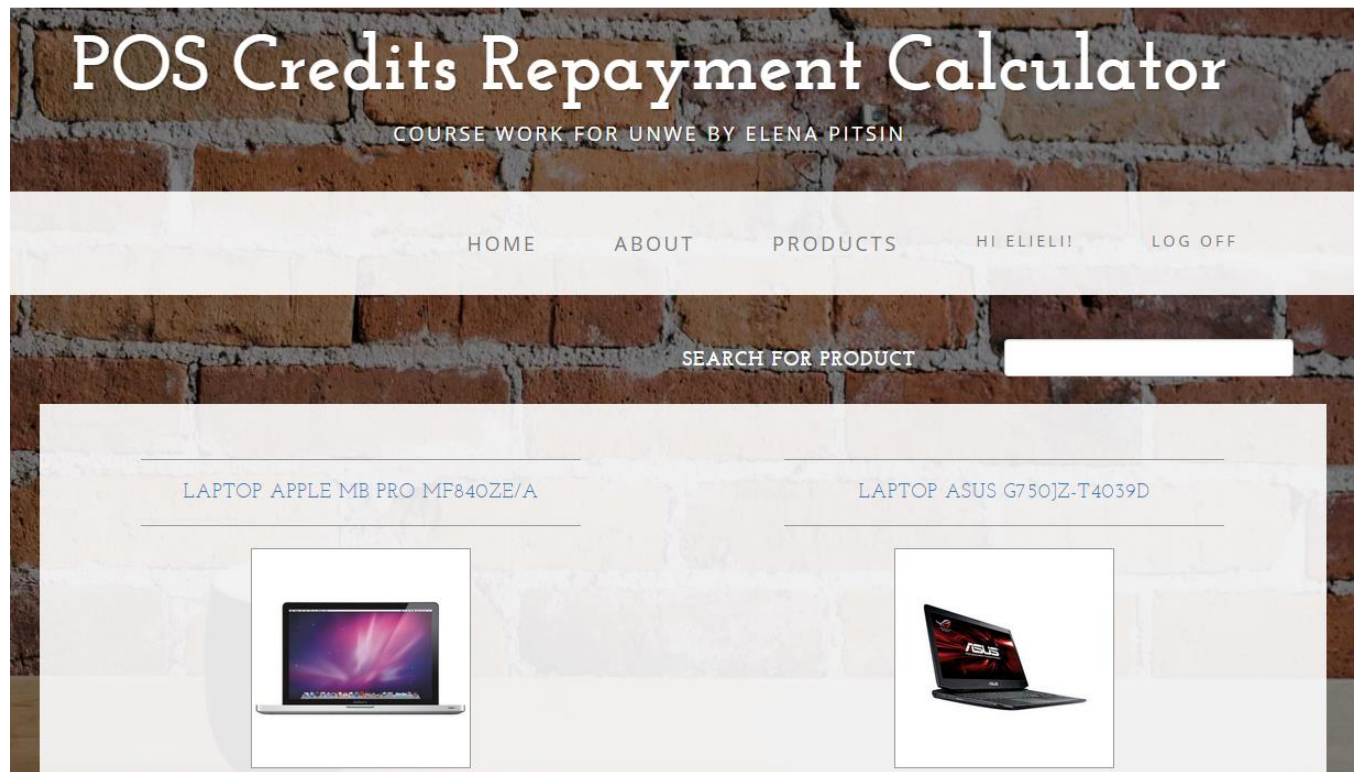 POS Credits Repayment Calculator
COURSE WORK FOR UNWE BY ELENA PITSIN
HOME ABOUT PRODUCTS HI ELIELI! LOG OFF
SEARCH FOR PRODUCT
LAPTOP APPLE MB PRO MF840ZE/A
LAPTOP ASUS G750JZ-T4039D
ASUS